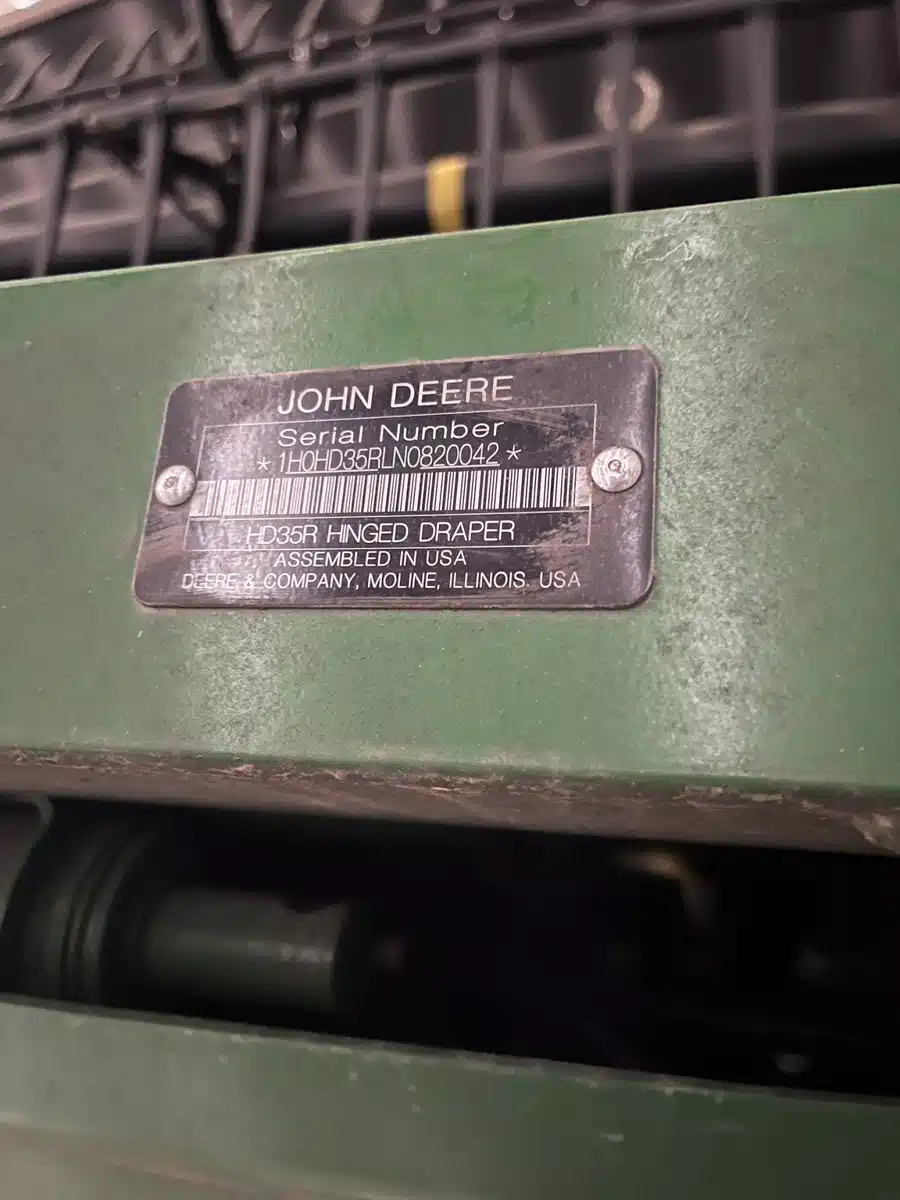 JOHN DEERE
Serial Number
*1H0HD35RLN0820042*
HD35R HINGED DRAPER
ASSEMBLED IN USA
DEERE & COMPANY, MOLINE, ILLINOIS. USA